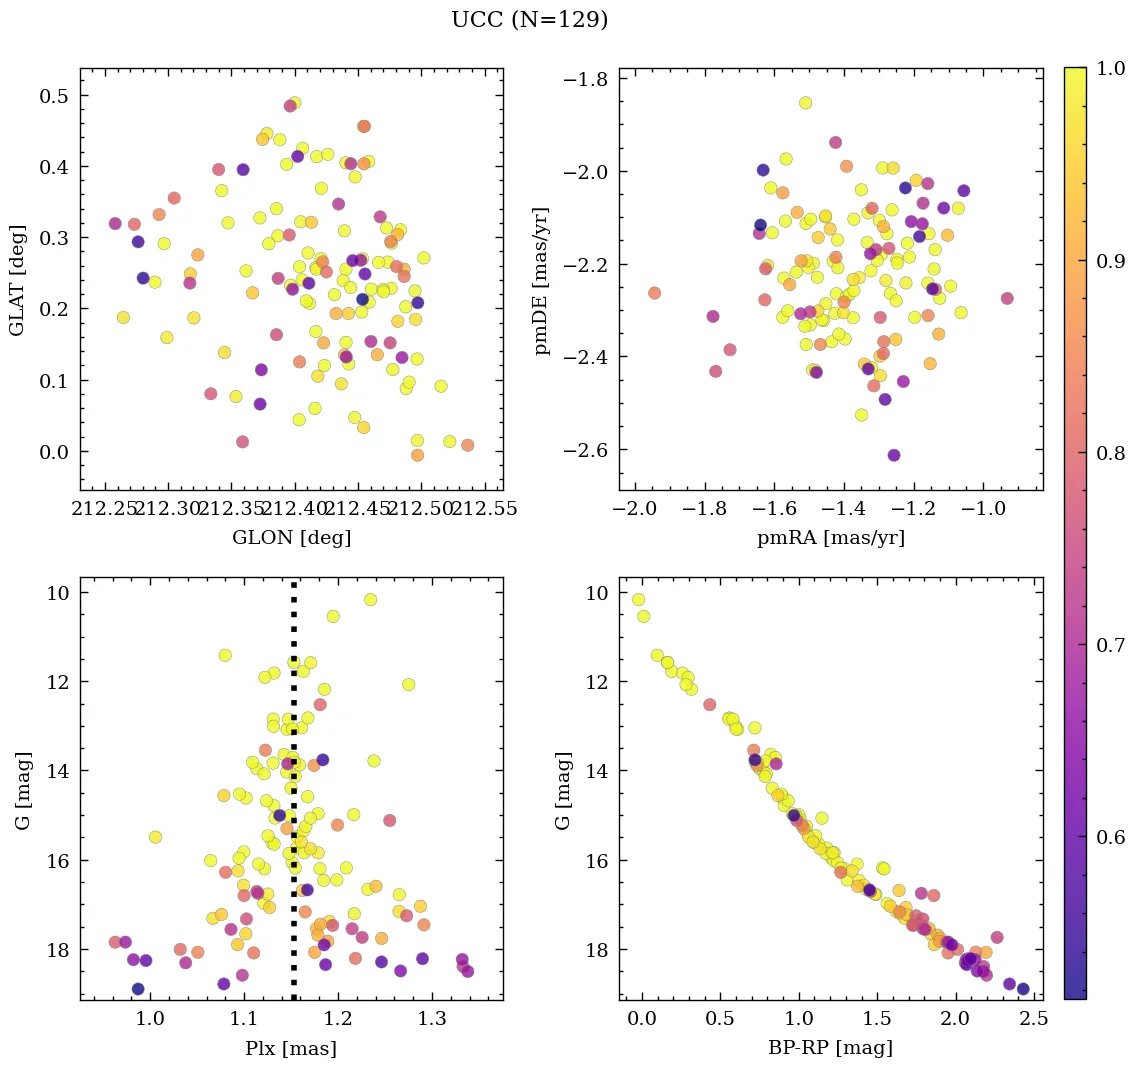 UCC (N=129)
0.5
0.4
0.3
0.2
0.1
0.0
GLAT [deg]
212.25 212.30 212.35 212.40 212.45 212.50 212.55
GLON [deg]
−1.8
−2.0
−2.2
−2.4
−2.6
pmDE [mas/yr]
−2.0 −1.8 −1.6 −1.4 −1.2 −1.0
pmRA [mas/yr]
10
12
14
16
18
G [mag]
1.0 1.1 1.2 1.3
Plx [mas]
10
12
14
16
18
G [mag]
0.0 0.5 1.0 1.5 2.0 2.5
BP-RP [mag]
1.0
0.9
0.8
0.7
0.6